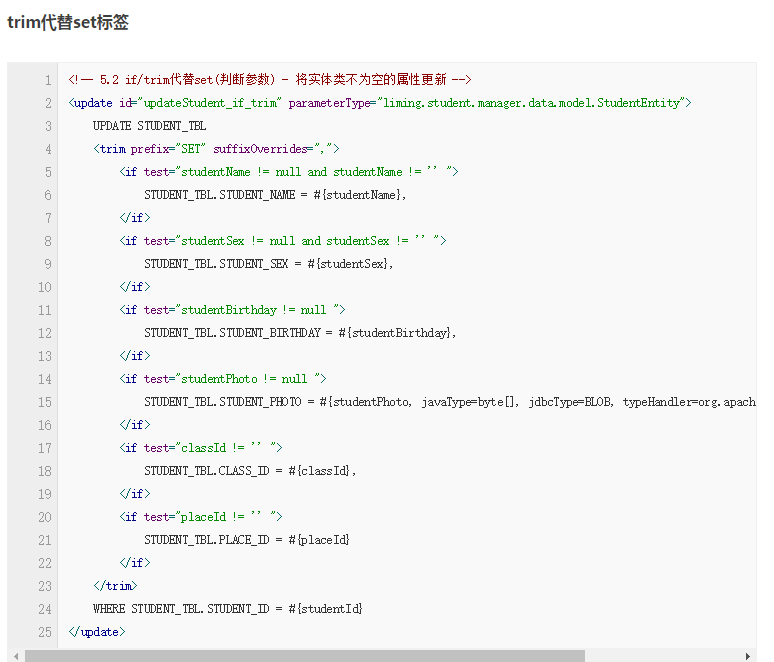 trim代替set标签
1 <!-- 5.2 if/trim代替set(判断参数) - 将实体类不为空的属性更新 -->
2 <update id="updateStudent_if_trim" parameterType="liming.student.manager.data.model.StudentEntity">
3 UPDATE STUDENT_TBL
4 <trim prefix="SET" suffixOverrides=",">
5 <if test="studentName != null and studentName != '' ">
6 STUDENT_TBL.STUDENT_NAME = #{studentName},
7 </if>
8 <if test="studentSex != null and studentSex != '' ">
9 STUDENT_TBL.STUDENT_SEX = #{studentSex},
10 </if>
11 <if test="studentBirthday != null ">
12 STUDENT_TBL.STUDENT_BIRTHDAY = #{studentBirthday},
13 </if>
14 <if test="studentPhoto != null ">
15 STUDENT_TBL.STUDENT_PHOTO = #{studentPhoto, javaType=byte[], jdbcType=BLOB, typeHandler=org.apach
16 </if>
17 <if test="classId != '' ">
18 STUDENT_TBL.CLASS_ID = #{classId},
19 </if>
20 <if test="placeId != '' ">
21 STUDENT_TBL.PLACE_ID = #{placeId}
22 </if>
23 </trim>
24 WHERE STUDENT_TBL.STUDENT_ID = #{studentId}
25 </update>